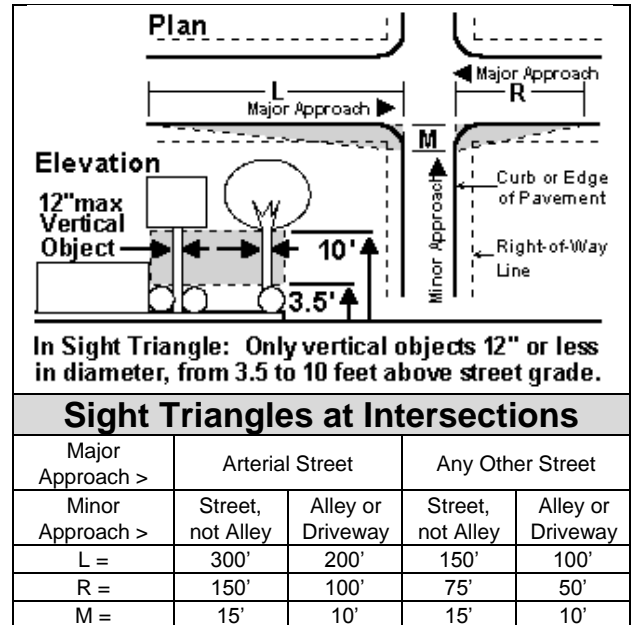 Plan
Major Approach
L
R
Major Approach
M
Elevation
12"max
Vertical
Object
10'
3.5'
Minor Approach
Curb or Edge
of Pavement
Right-of-Way
Line
In Sight Triangle: Only vertical objects 12" or less
in diameter, from 3.5 to 10 feet above street grade.
Sight Triangles at Intersections
Major
Approach >
Arterial Street
Any Other Street
Minor
Approach >
Street,
not Alley
Alley or
Driveway
Street,
not Alley
Alley or
Driveway
L = 300’ 200’ 150’ 100’
R = 150’ 100’ 75’ 50’
M = 15’ 10’ 15’ 10’